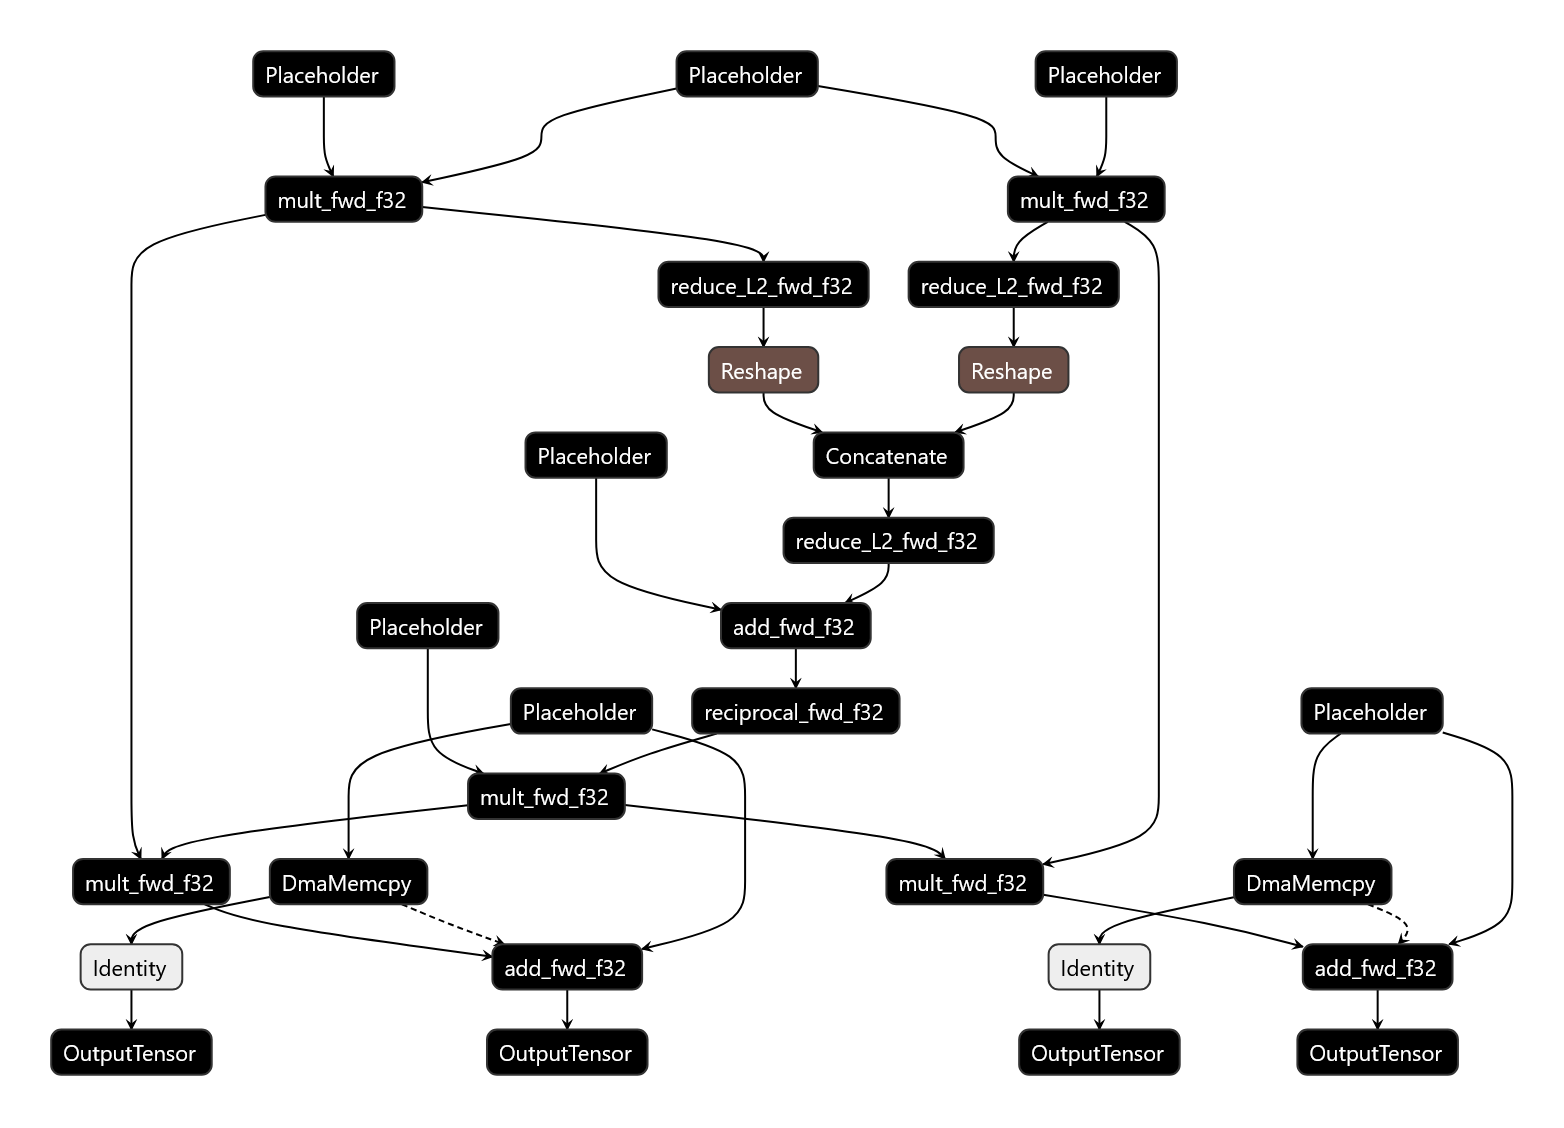 Placeholder
Placeholder
Placeholder
mult_fwd_f32
mult_fwd_f32
reduce_L2_fwd_f32
reduce_L2_fwd_f32
Reshape
Reshape
Placeholder
Concatenate
reduce_L2_fwd_f32
Placeholder
add_fwd_f32
Placeholder
reciprocal_fwd_f32
Placeholder
mult_fwd_f32
mult_fwd_f32
DmaMemcpy
mult_fwd_f32
DmaMemcpy
Identity
add_fwd_f32
Identity
add_fwd_f32
OutputTensor
OutputTensor
OutputTensor
OutputTensor